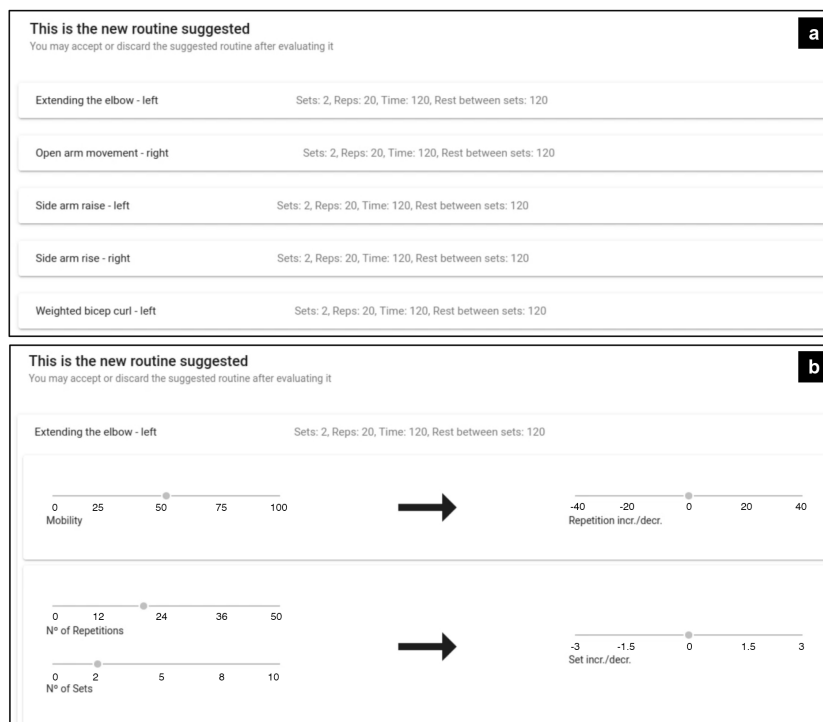 This is the new routine suggested
a
You may accept or discard the suggested routine after evaluating it
Extending the elbow - left Sets: 2, Reps: 20, Time: 120, Rest between sets: 120
Open arm movement - right Sets: 2, Reps: 20, Time: 120, Rest between sets: 120
Side arm raise - left Sets: 2, Reps: 20, Time: 120, Rest between sets: 120
Side arm rise - right Sets: 2, Reps: 20, Time: 120, Rest between sets: 120
Weighted bicep curl - left Sets: 2, Reps: 20, Time: 120, Rest between sets: 120
This is the new routine suggested
b
You may accept or discard the suggested routine after evaluating it
Extending the elbow - left Sets: 2, Reps: 20, Time: 120, Rest between sets: 120
0 25 50 75 100
Mobility
-40 -20 0 20 40
Repetition incr./decr.
0 12 24 36 50
Nº of Repetitions
0 2 5 8 10
Nº of Sets
-3 -1.5 0 1.5 3
Set incr./decr.